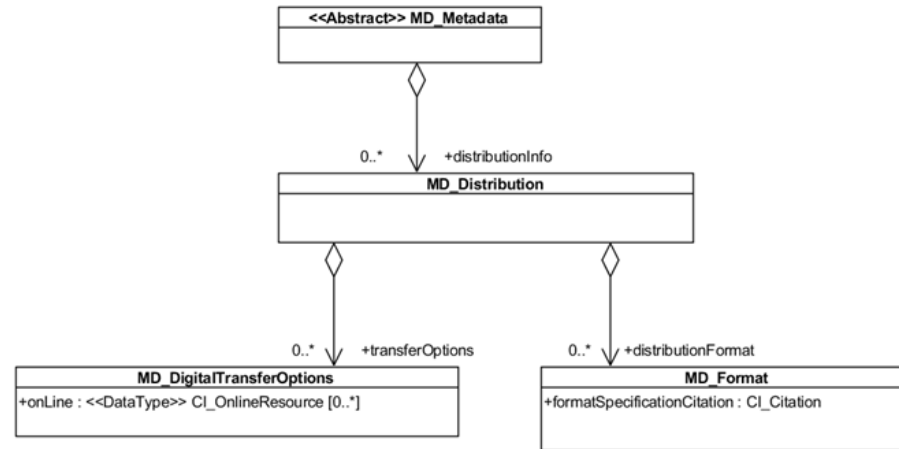 <<Abstract>> MD_Metadata
0..* +distributionInfo
MD_Distribution
0..* +transferOptions
0..* +distributionFormat
MD_DigitalTransferOptions
+onLine : <<DataType>> CI_OnlineResource [0..*]
MD_Format
+formatSpecificationCitation : CI_Citation